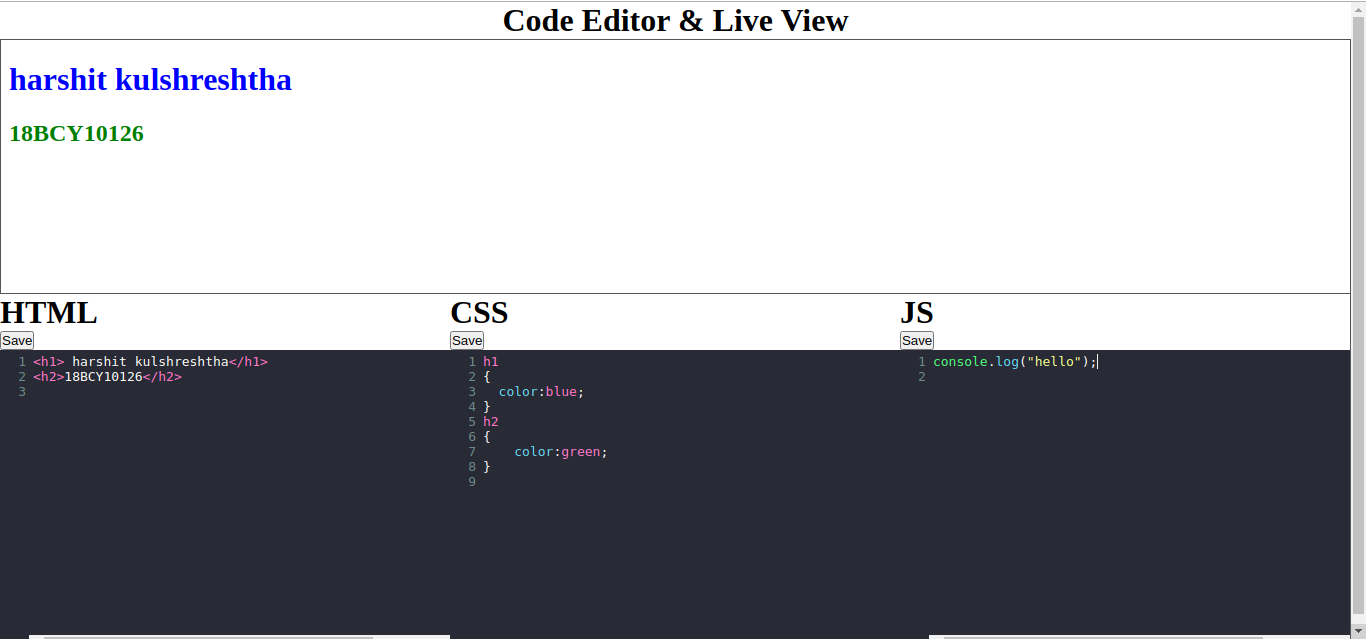 Code Editor & Live View
harshit kulshreshtha
18BCY10126
HTML
Save
1 <h1> harshit kulshreshtha</h1>
2 <h2>18BCY10126</h2>
3
CSS
Save
1 h1
2 {
3   color:blue;
4 }
5 h2
6 {
7     color:green;
8 }
9
JS
Save
1 console.log("hello");
2